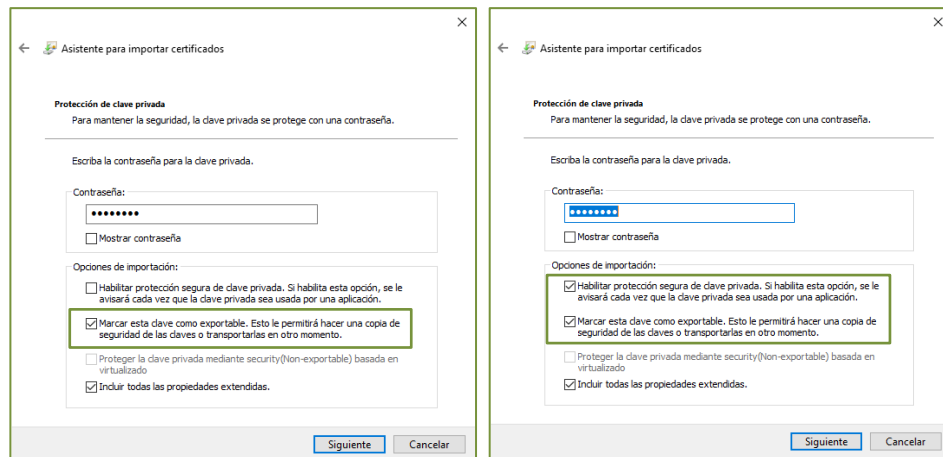 Asistente para importar certificados
Protección de clave privada
Para mantener la seguridad, la clave privada se protege con una contraseña.
Escriba la contraseña para la clave privada.
Contraseña:
Mostrar contraseña
Opciones de importación:
Habilitar protección segura de clave privada. Si habilita esta opción, se le
avisará cada vez que la clave privada sea usada por una aplicación.
Marcar esta clave como exportable. Esto le permitirá hacer una copia de
seguridad de las claves o transportarlas en otro momento.
Proteger la clave privada mediante security(Non-exportable) basada en
virtualizado
Incluir todas las propiedades extendidas.
Siguiente
Cancelar
Asistente para importar certificados
Protección de clave privada
Para mantener la seguridad, la clave privada se protege con una contraseña.
Escriba la contraseña para la clave privada.
Contraseña:
Mostrar contraseña
Opciones de importación:
Habilitar protección segura de clave privada. Si habilita esta opción, se le
avisará cada vez que la clave privada sea usada por una aplicación.
Marcar esta clave como exportable. Esto le permitirá hacer una copia de
seguridad de las claves o transportarlas en otro momento.
Proteger la clave privada mediante security(Non-exportable) basada en
virtualizado
Incluir todas las propiedades extendidas.
Siguiente
Cancelar